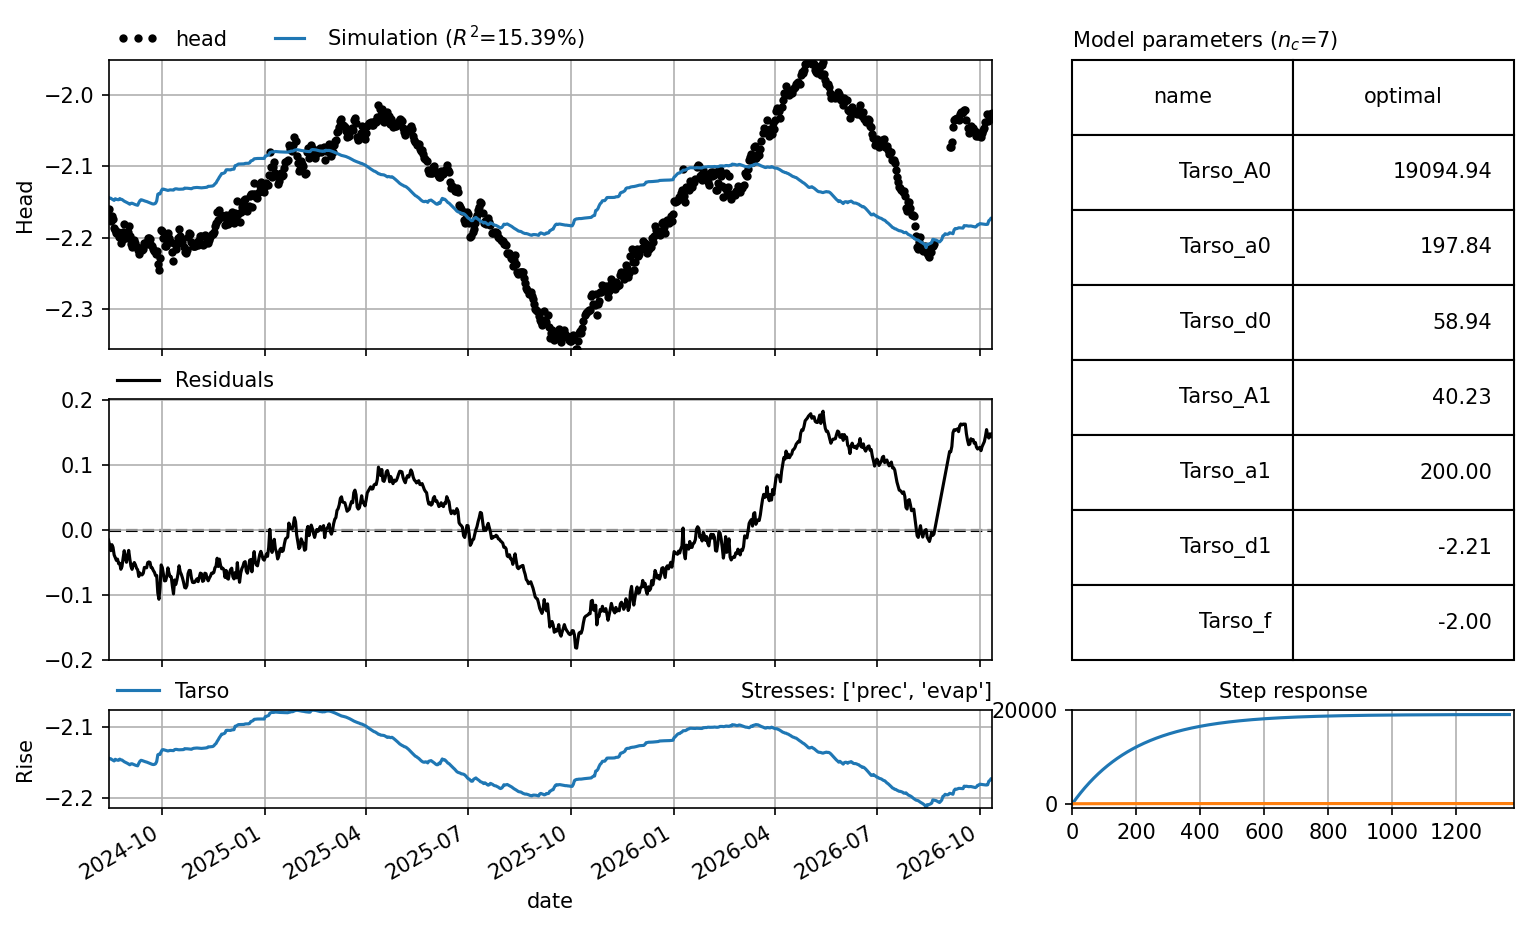 head
Simulation (R²=15.39%)
Model parameters (n_c=7)
Head
−2.0
−2.1
−2.2
−2.3
name optimal
Tarso_A0 19094.94
Tarso_a0 197.84
Tarso_d0 58.94
Tarso_A1 40.23
Tarso_a1 200.00
Tarso_d1 -2.21
Tarso_f -2.00
Residuals
0.2
0.1
0.0
−0.1
−0.2
Tarso
Stresses: ['prec', 'evap']
Rise
−2.1
−2.2
2024-10 2025-01 2025-04 2025-07 2025-10 2026-01 2026-04 2026-07 2026-10
date
Step response
20000
0
0 200 400 600 800 1000 1200